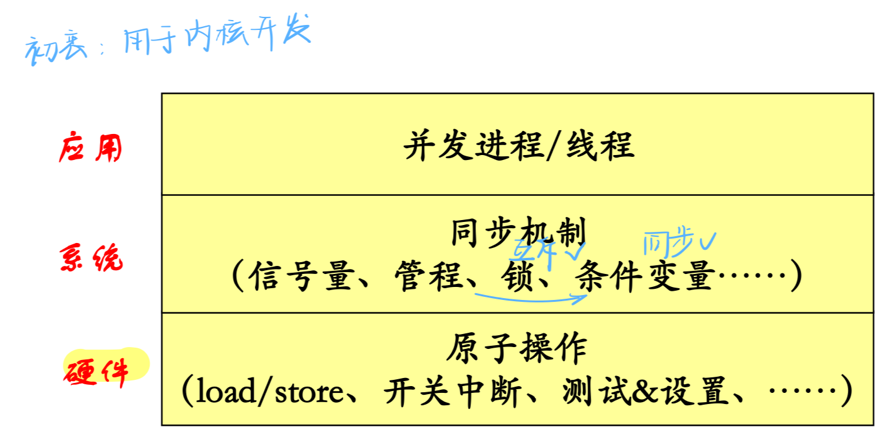 初衷：用于内核开发
应用
并发进程/线程
系统
同步机制
互斥✓ 同步✓
（信号量、管程、锁、条件变量……）
硬件
原子操作
（load/store、开关中断、测试&设置、……）